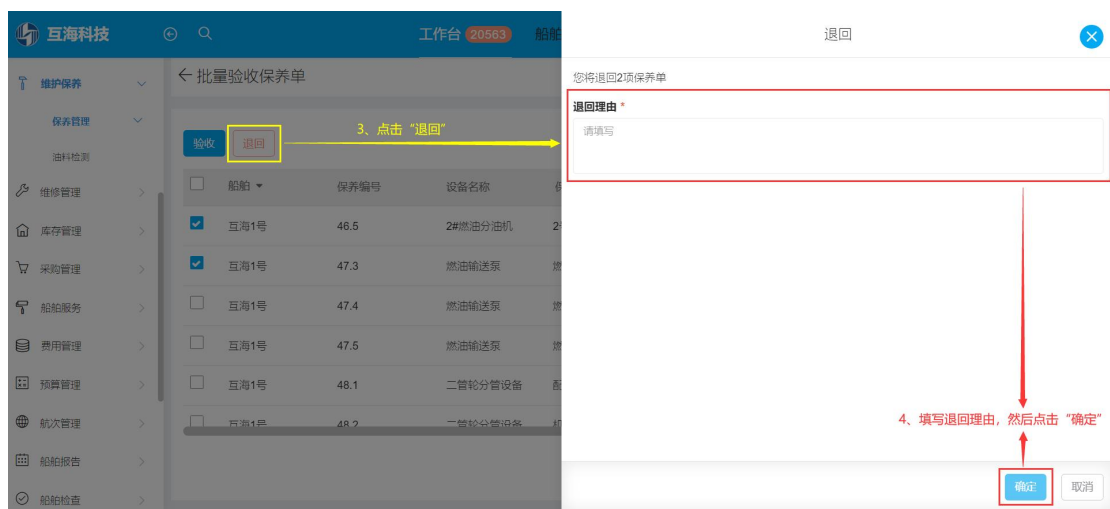 互海科技
工作台 20563
船舶
维护保养
保养管理
油料检测
维修管理
库存管理
采购管理
船舶服务
费用管理
预算管理
航次管理
船舶报告
船舶检查
批量验收保养单
验收 退回
3、点击“退回”
船舶 保养编号 设备名称
互海1号 46.5 2#燃油分油机 2
互海1号 47.3 燃油输送泵 燃
互海1号 47.4 燃油输送泵 燃
互海1号 47.5 燃油输送泵 燃
互海1号 48.1 二管轮分管设备 配
互海1号 48.2 二管轮分管设备
退回
您将退回2项保养单
退回理由 *
请填写
4、填写退回理由，然后点击“确定”
确定 取消